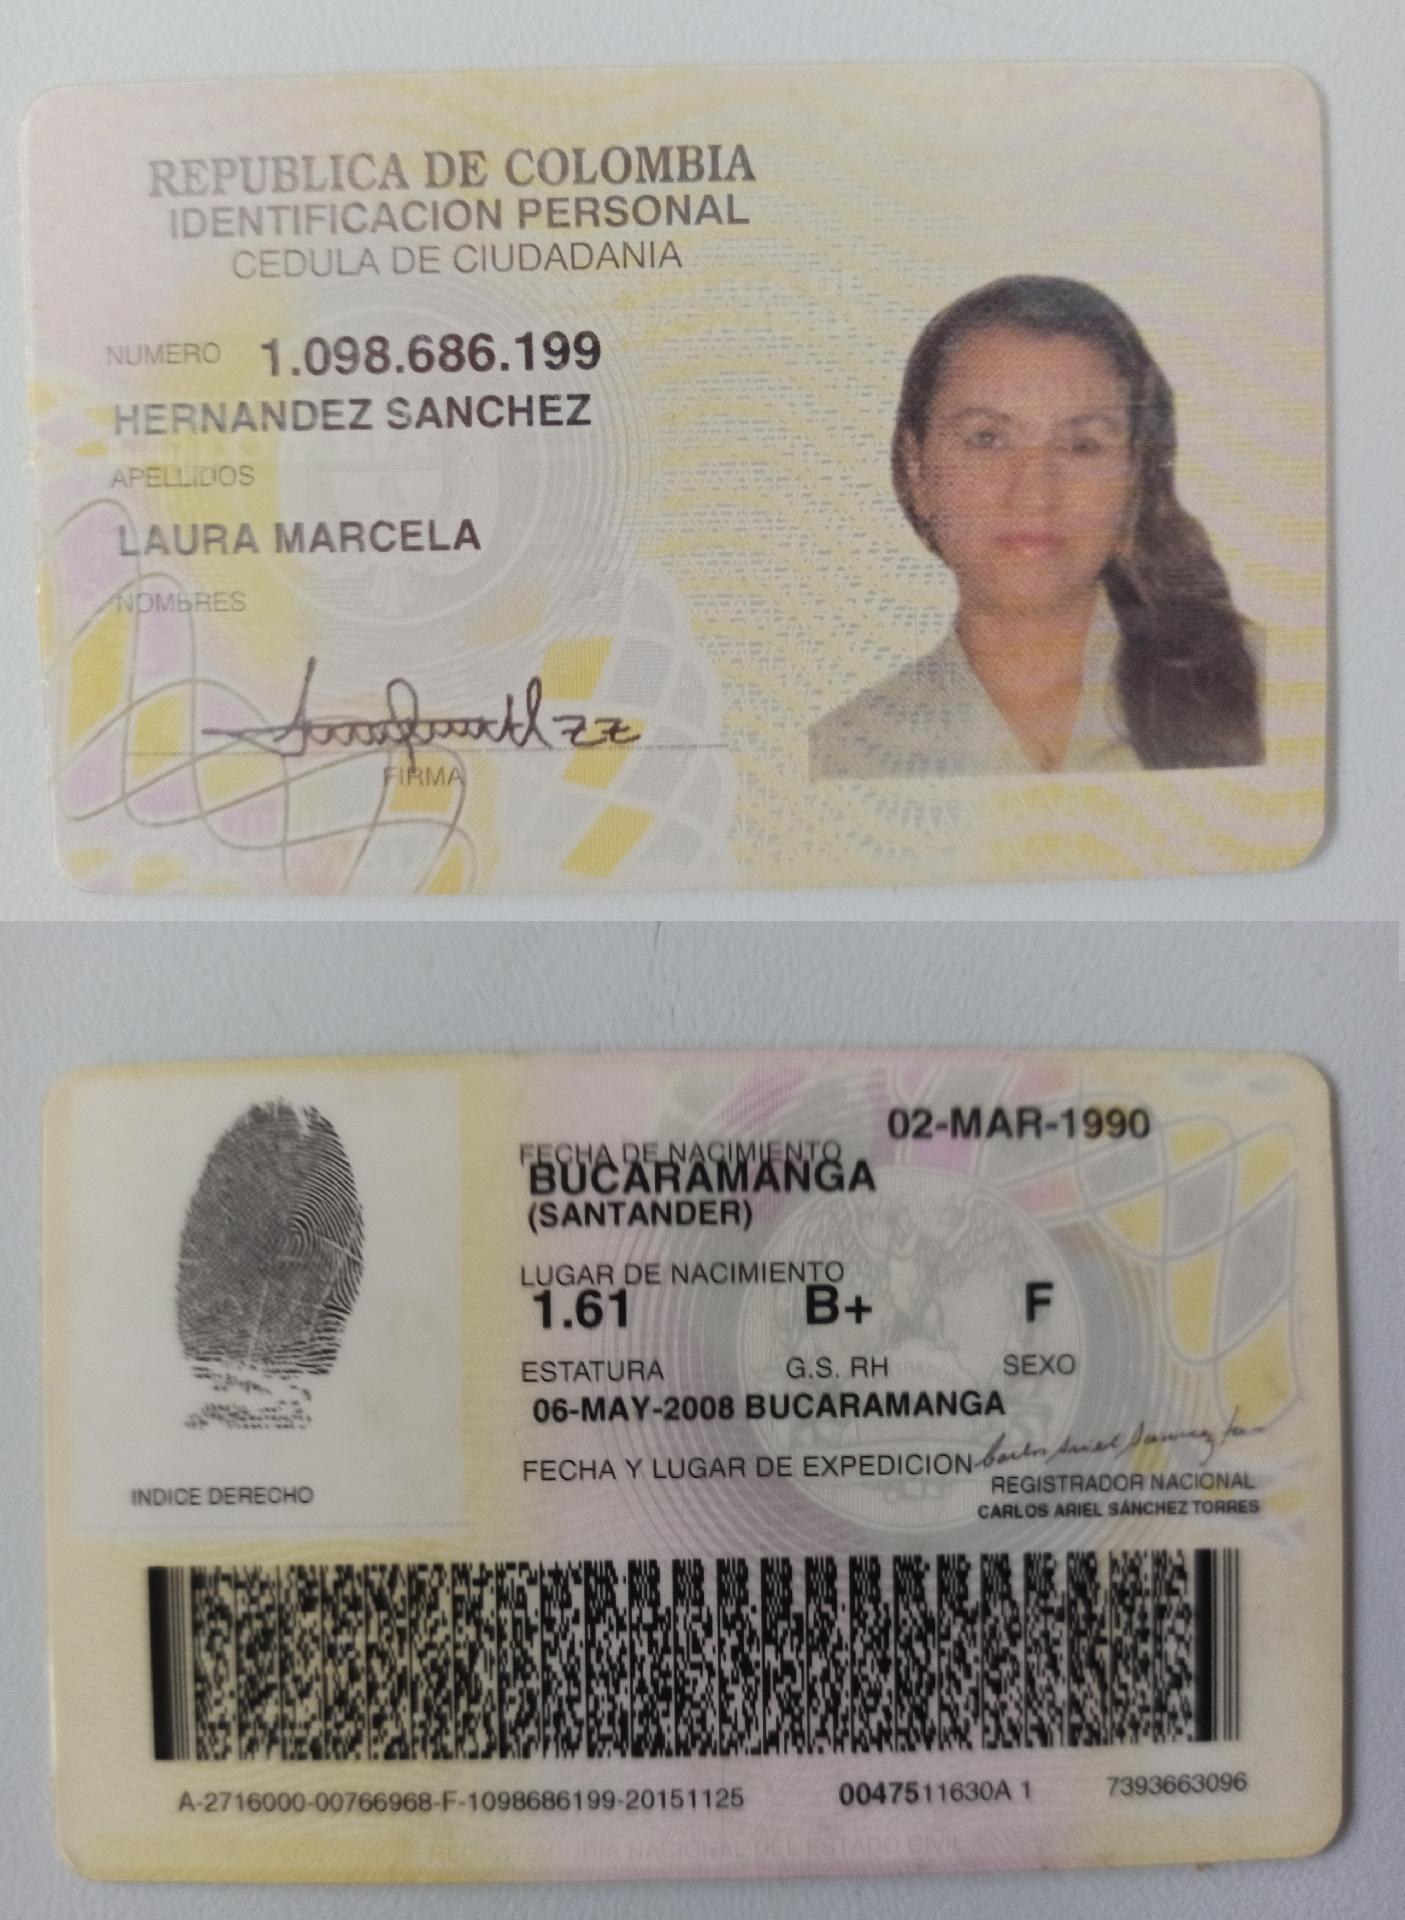 REPUBLICA DE COLOMBIA
IDENTIFICACION PERSONAL
CEDULA DE CIUDADANIA
NUMERO 1.098.686.199
HERNANDEZ SANCHEZ
APELLIDOS
LAURA MARCELA
NOMBRES
FIRMA
02-MAR-1990
FECHA DE NACIMIENTO
BUCARAMANGA
(SANTANDER)
LUGAR DE NACIMIENTO
1.61 B+ F
ESTATURA G.S. RH SEXO
06-MAY-2008 BUCARAMANGA
FECHA Y LUGAR DE EXPEDICION
REGISTRADOR NACIONAL
CARLOS ARIEL SÁNCHEZ TORRES
INDICE DERECHO
A-2716000-00766968-F-1098686199-20151125 0047511630A 1 7393663096
REGISTRADURIA NACIONAL DEL ESTADO CIVIL